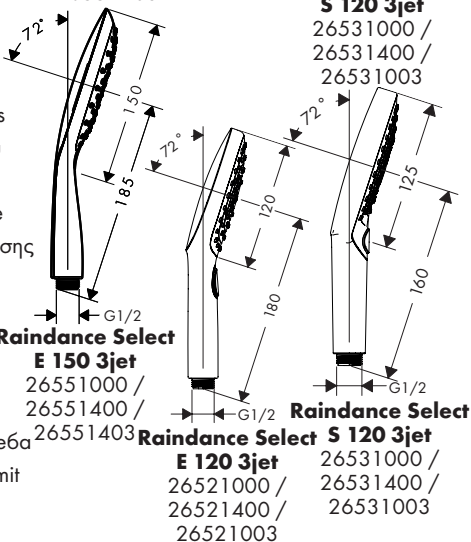 S 120 3jet
26531000 /
26531400 /
26531003
72°
150
185
G1/2
Raindance Select
E 150 3jet
26551000 /
26551400 /
26551403
72°
120
180
G1/2
Raindance Select
E 120 3jet
26521000 /
26521400 /
26521003
72°
125
160
G1/2
Raindance Select
S 120 3jet
26531000 /
26531400 /
26531003
s
e
σης
еба
mit